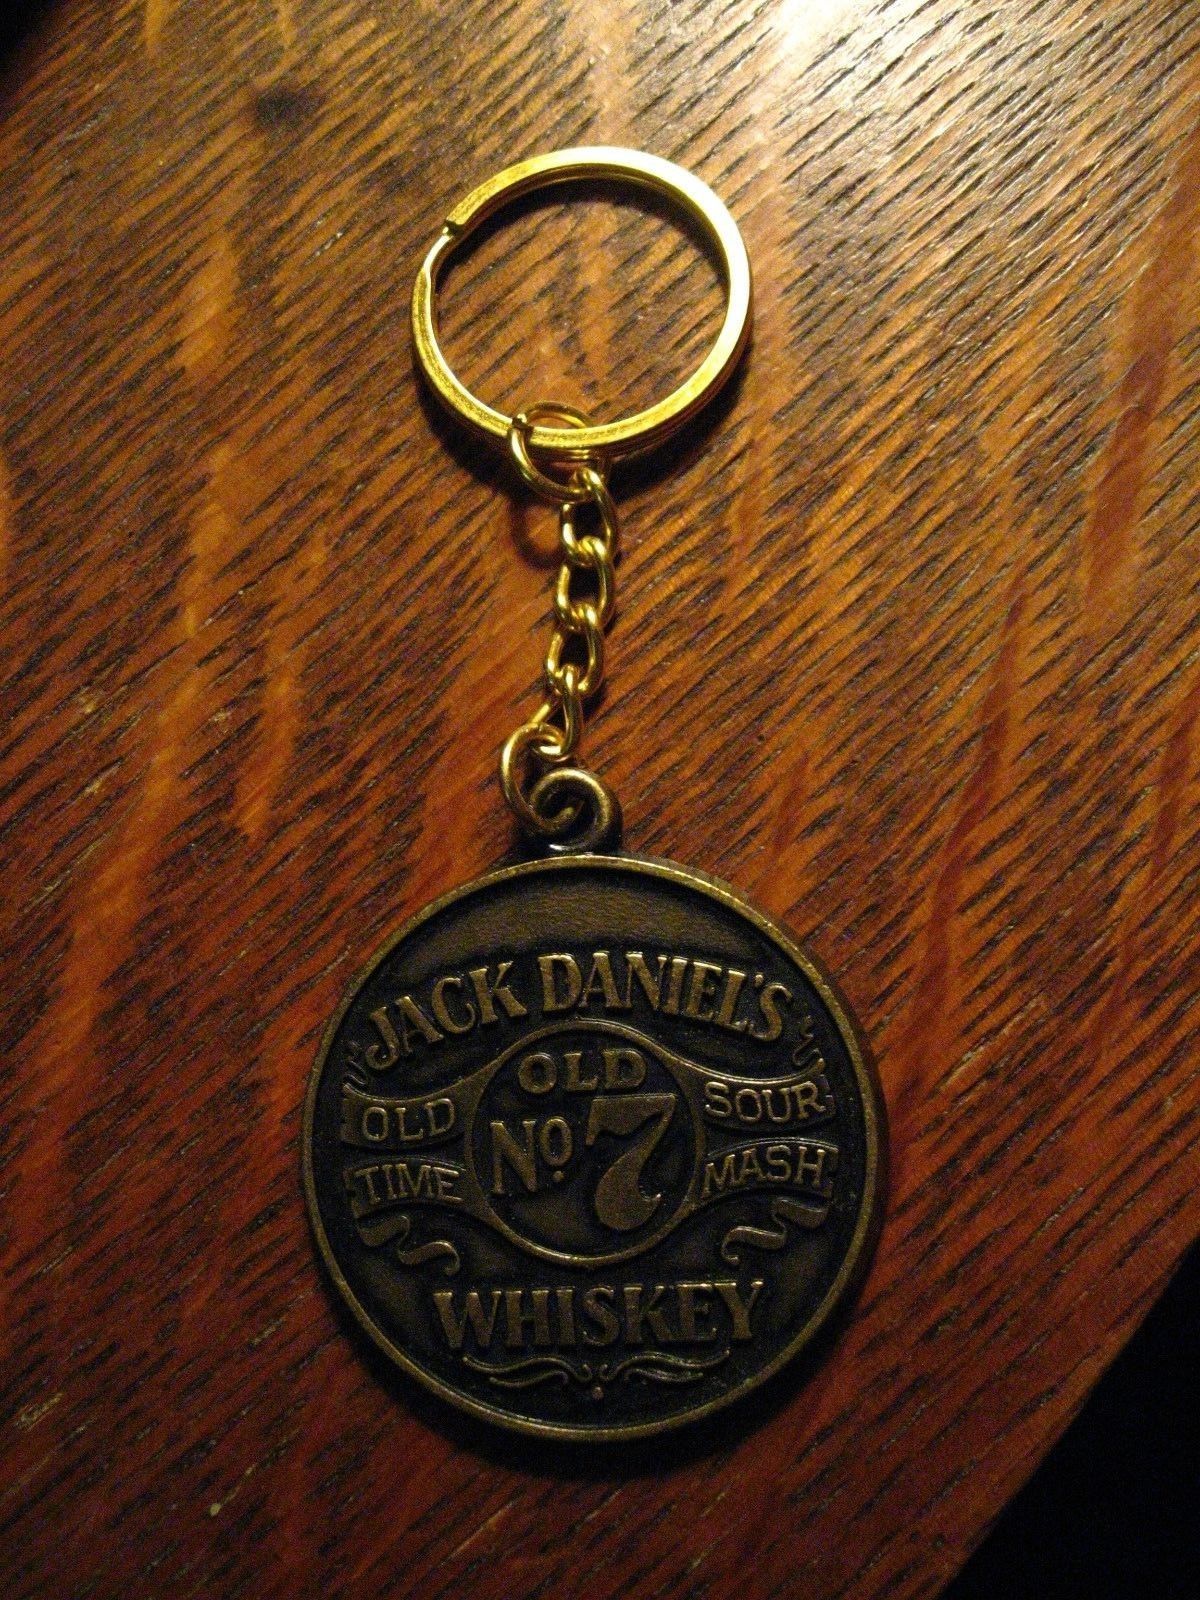 JACK DANIEL'S
OLD TIME
OLD
No. 7
SOUR MASH
WHISKEY